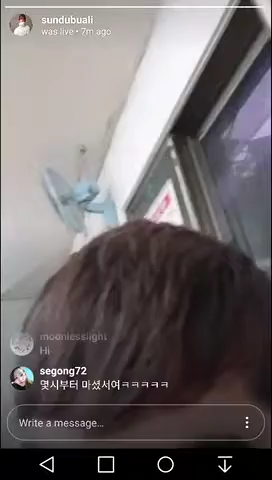 sundubuali
was live • 7m ago
moonlesslight
Hi
segong72
몇시부터 마셨서여ㅋㅋㅋㅋㅋ
Write a message...